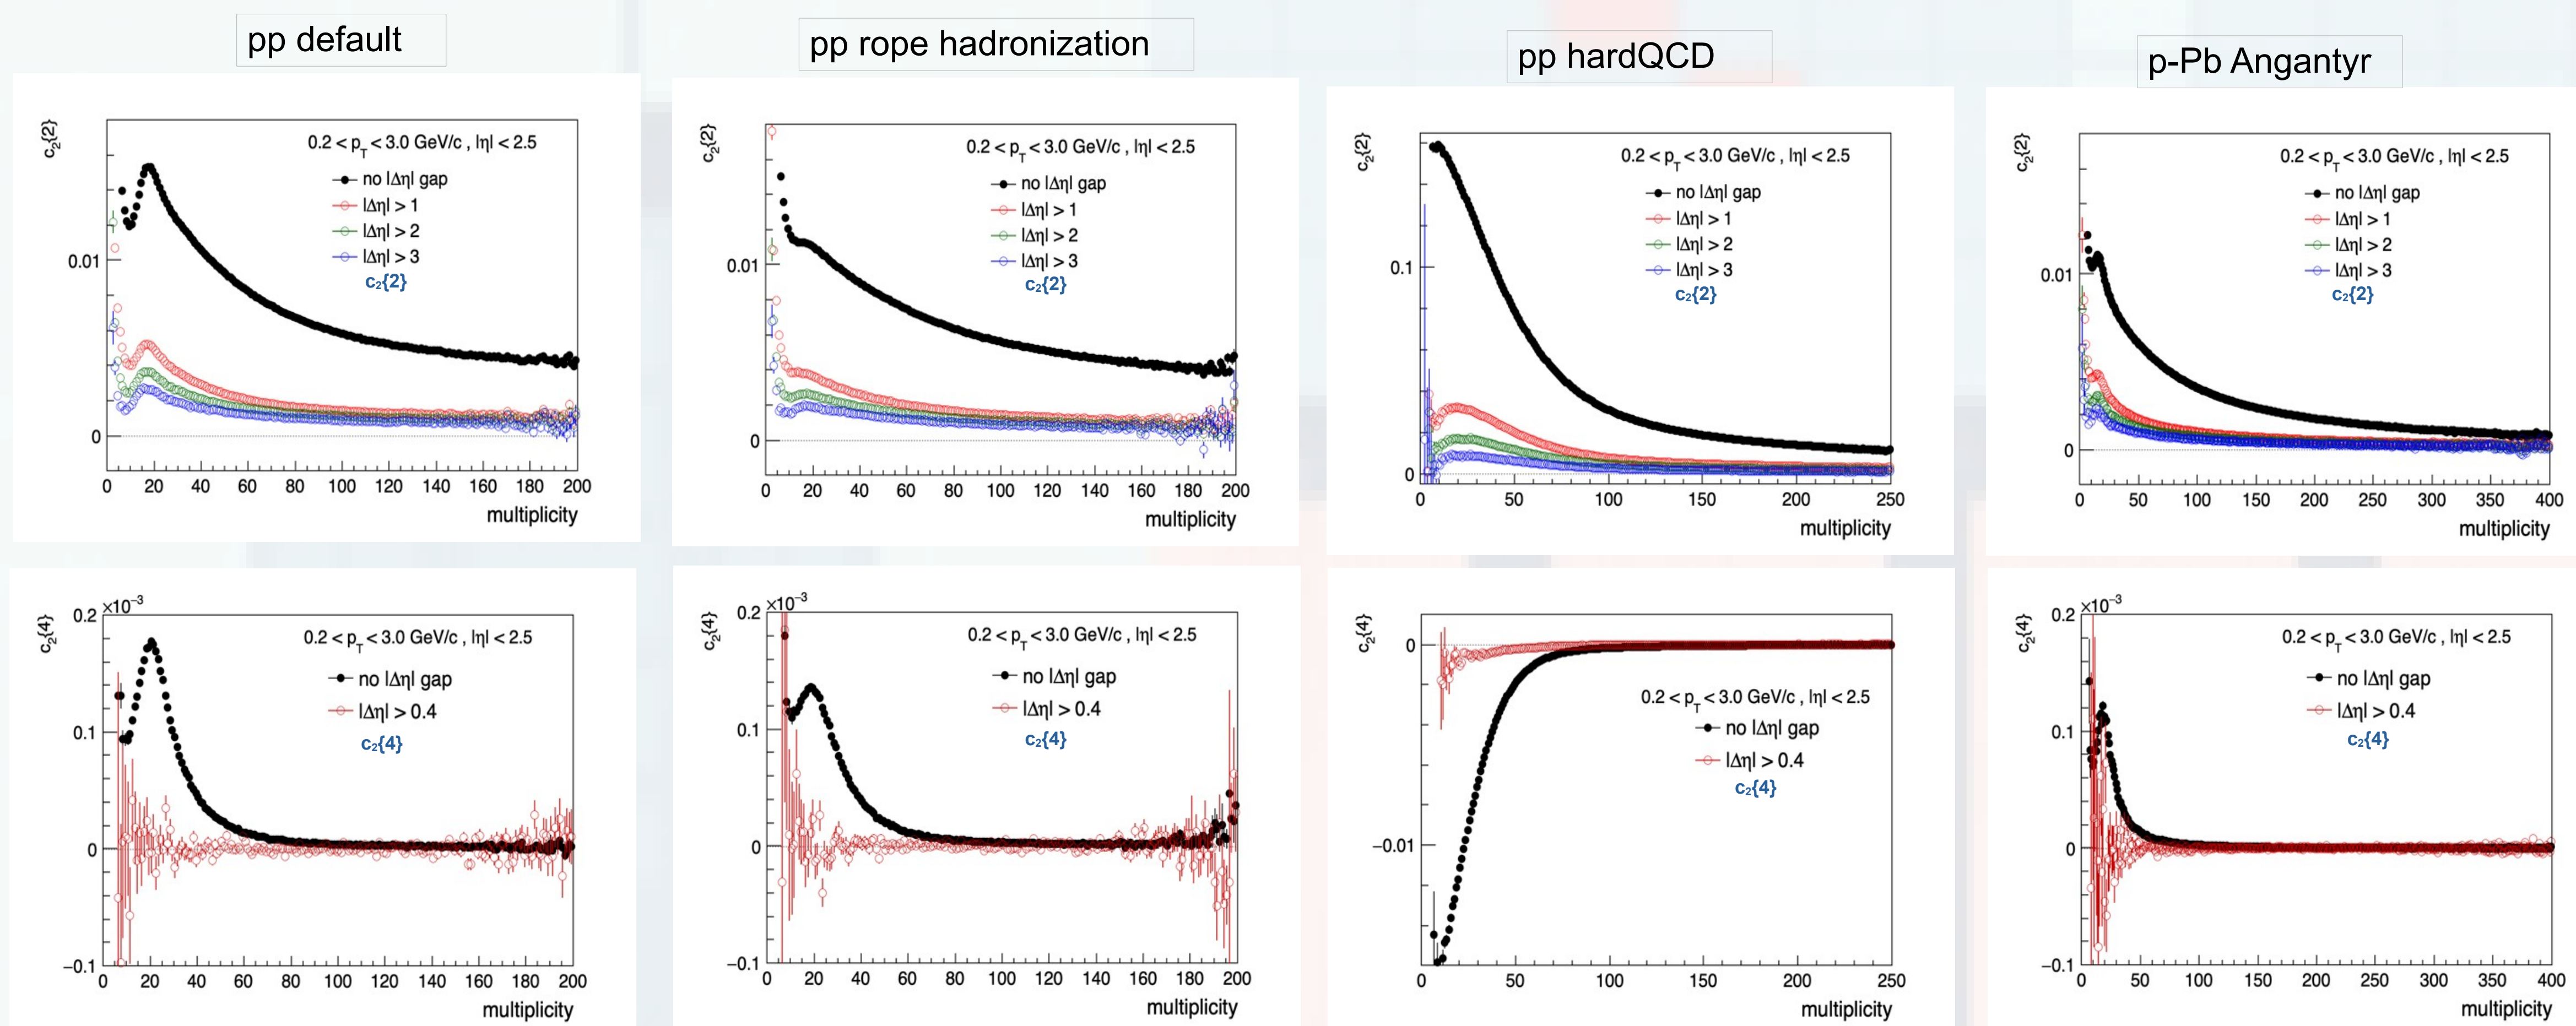 pp default
pp rope hadronization
pp hardQCD
p-Pb Angantyr
c₂{2}
0.2 < p_T < 3.0 GeV/c , |η| < 2.5
no |Δη| gap
|Δη| > 1
|Δη| > 2
|Δη| > 3
c₂{2}
0.01
0
0 20 40 60 80 100 120 140 160 180 200
multiplicity
c₂{2}
0.2 < p_T < 3.0 GeV/c , |η| < 2.5
no |Δη| gap
|Δη| > 1
|Δη| > 2
|Δη| > 3
c₂{2}
0.01
0
0 20 40 60 80 100 120 140 160 180 200
multiplicity
c₂{2}
0.2 < p_T < 3.0 GeV/c , |η| < 2.5
no |Δη| gap
|Δη| > 1
|Δη| > 2
|Δη| > 3
c₂{2}
0.1
0
0 50 100 150 200 250
multiplicity
c₂{2}
0.2 < p_T < 3.0 GeV/c , |η| < 2.5
no |Δη| gap
|Δη| > 1
|Δη| > 2
|Δη| > 3
c₂{2}
0.01
0
0 50 100 150 200 250 300 350 400
multiplicity
×10⁻³
0.2
c₂{4}
0.2 < p_T < 3.0 GeV/c , |η| < 2.5
no |Δη| gap
|Δη| > 0.4
c₂{4}
0.1
0
−0.1
0 20 40 60 80 100 120 140 160 180 200
multiplicity
×10⁻³
0.2
c₂{4}
0.2 < p_T < 3.0 GeV/c , |η| < 2.5
no |Δη| gap
|Δη| > 0.4
c₂{4}
0.1
0
−0.1
0 20 40 60 80 100 120 140 160 180 200
multiplicity
c₂{4}
0
0.2 < p_T < 3.0 GeV/c , |η| < 2.5
no |Δη| gap
|Δη| > 0.4
c₂{4}
−0.01
0 50 100 150 200 250
multiplicity
×10⁻³
0.2
c₂{4}
0.2 < p_T < 3.0 GeV/c , |η| < 2.5
no |Δη| gap
|Δη| > 0.4
c₂{4}
0.1
0
−0.1
0 50 100 150 200 250 300 350 400
multiplicity